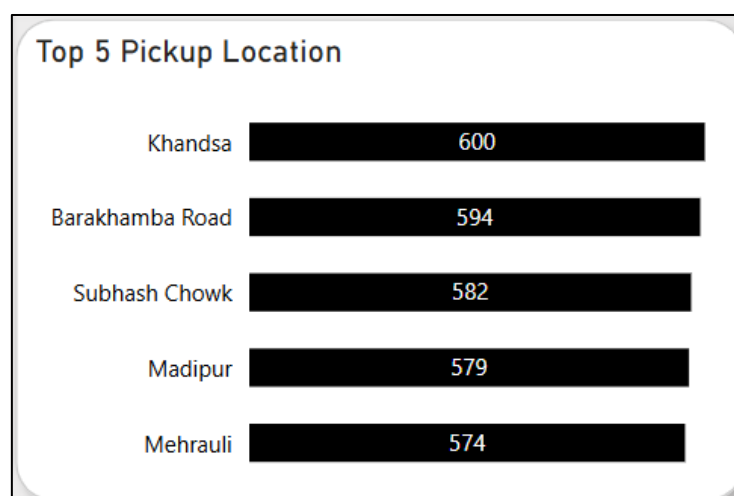 Top 5 Pickup Location
Khandsa 600
Barakhamba Road 594
Subhash Chowk 582
Madipur 579
Mehrauli 574